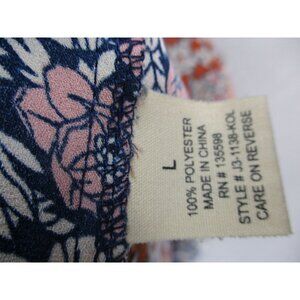 L
100% POLYESTER
MADE IN CHINA
RN # 135598
STYLE # J3-1138-KOL
CARE ON REVERSE